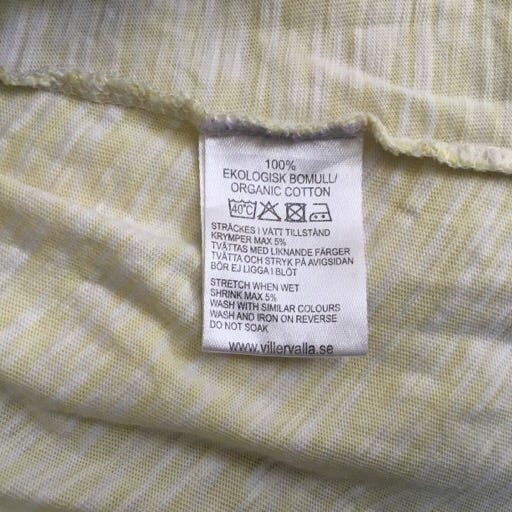 100%
EKOLOGISK BOMULL/
ORGANIC COTTON
40°C
STRÄCKES I VÅTT TILLSTÅND
KRYMPER MAX 5%
TVÄTTAS MED LIKNANDE FÄRGER
TVÄTTA OCH STRYK PÅ AVIGSIDAN
BÖR EJ LIGGA I BLÖT
STRETCH WHEN WET
SHRINK MAX 5%
WASH WITH SIMILAR COLOURS
WASH AND IRON ON REVERSE
DO NOT SOAK
www.villervalla.se